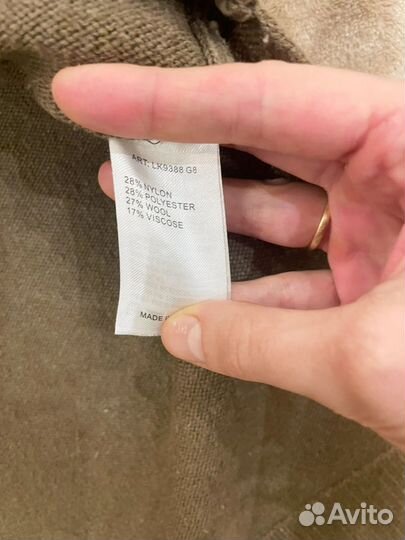 ART: LK9388 G8
28% NYLON
28% POLYESTER
27% WOOL
17% VISCOSE
MADE
Avito